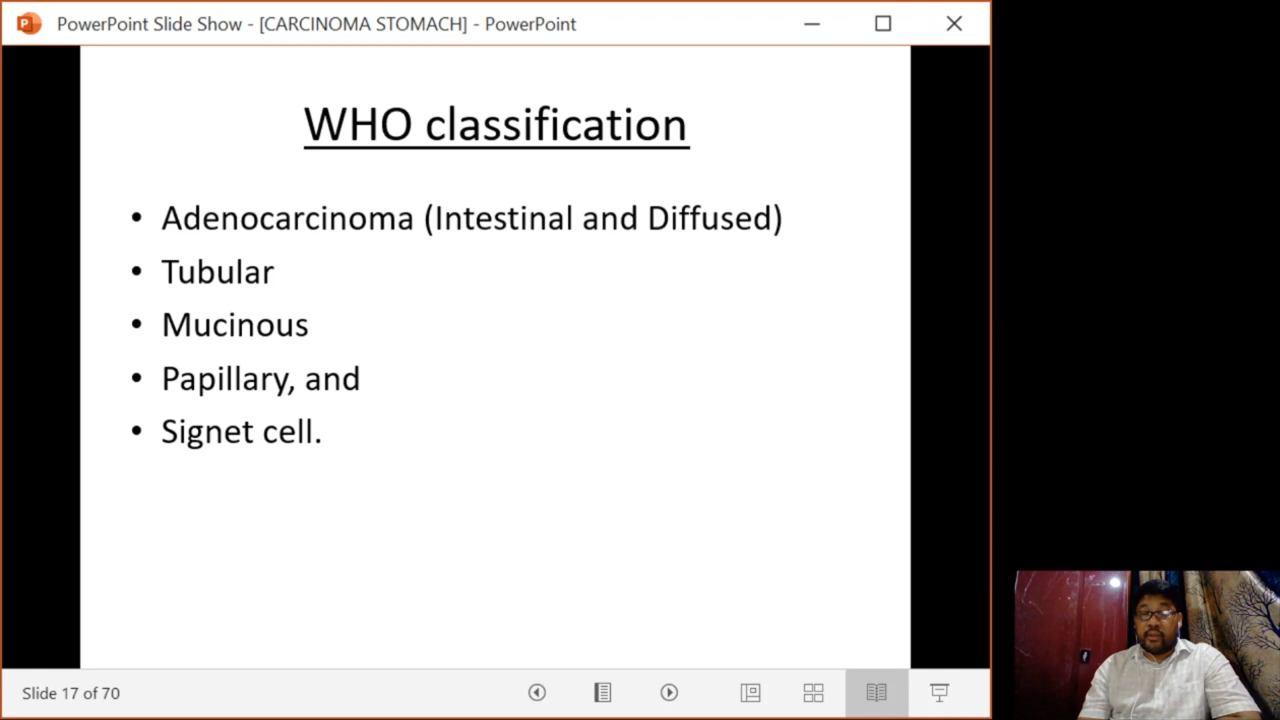 PowerPoint Slide Show - [CARCINOMA STOMACH] - PowerPoint
WHO classification
• Adenocarcinoma (Intestinal and Diffused)
• Tubular
• Mucinous
• Papillary, and
• Signet cell.
Slide 17 of 70